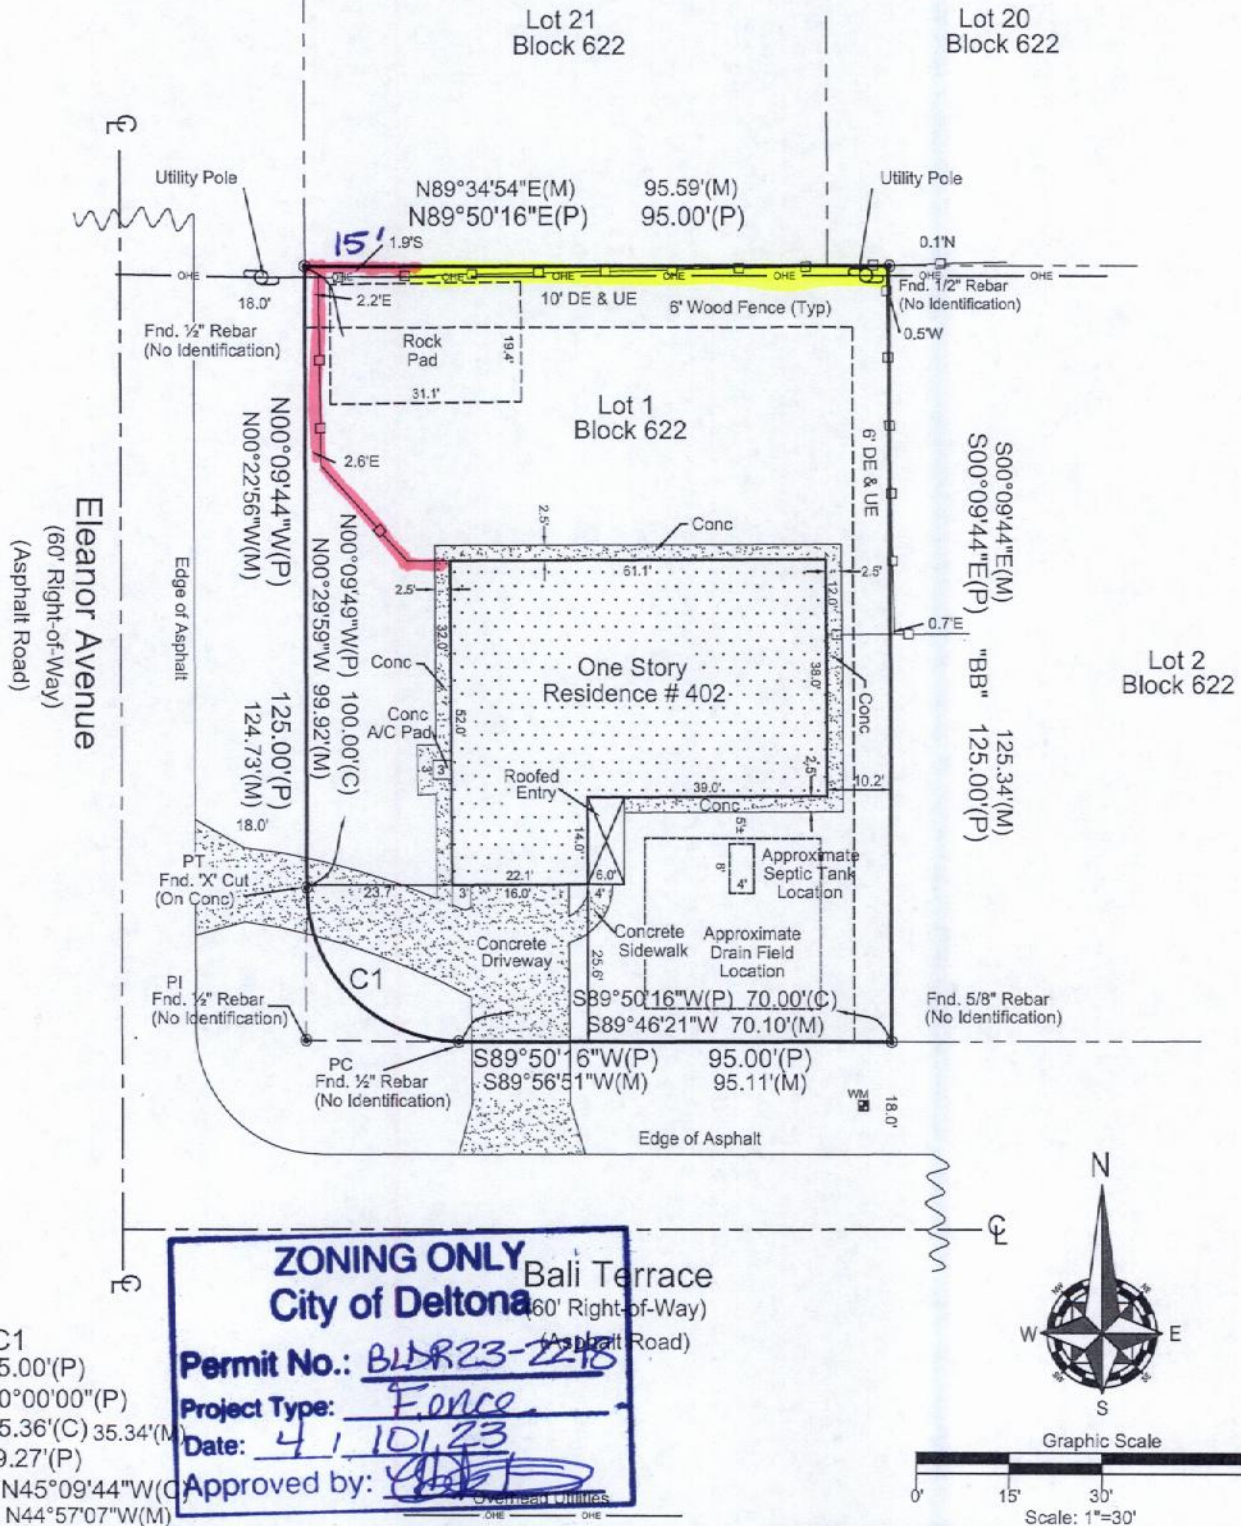 Lot 21
Block 622
Lot 20
Block 622
℄
Utility Pole
N89°34'54"E(M) 95.59'(M)
N89°50'16"E(P) 95.00'(P)
Utility Pole
15'
1.9'S
0.1'N
OHE OHE OHE OHE OHE OHE OHE
18.0'
2.2'E
10' DE & UE
6' Wood Fence (Typ)
Fnd. 1/2" Rebar
(No Identification)
Fnd. ½" Rebar
(No Identification)
0.5'W
Rock
Pad
19.4'
31.1'
Lot 1
Block 622
6' DE & UE
2.6'E
S00°09'44"E(M) 125.34'(M)
S00°09'44"E(P) "BB" 125.00'(P)
N00°09'44"W(P) 125.00'(P)
N00°22'56"W(M) 124.73'(M)
N00°09'49"W(P) 100.00'(C)
N00°29'59"W 99.92'(M)
Eleanor Avenue
(60' Right-of-Way)
(Asphalt Road)
Edge of Asphalt
2.5'
Conc
61.1'
2.5'
2.5'
12.0'
32.0'
0.7'E
Conc
One Story
Residence # 402
38.0'
Conc
Lot 2
Block 622
Conc
A/C Pad
52.0'
3'
3'
Roofed
Entry
39.0'
Conc
2.5'
10.2'
14.0'
5'±
8'
4'
Approximate
Septic Tank
Location
18.0'
PT
Fnd. "X" Cut
(On Conc)
23.7'
22.1'
6.0'
3'
16.0'
4'
Concrete
Driveway
Concrete
Sidewalk
Approximate
Drain Field
Location
25.6'
C1
PI
Fnd. ½" Rebar
(No Identification)
S89°50'16"W(P) 70.00'(C)
S89°46'21"W 70.10'(M)
Fnd. 5/8" Rebar
(No Identification)
PC
Fnd. ½" Rebar
(No Identification)
S89°50'16"W(P) 95.00'(P)
S89°56'51"W(M) 95.11'(M)
WM
18.0'
Edge of Asphalt
℄
℄
Bali Terrace
(60' Right-of-Way)
(Asphalt Road)
ZONING ONLY
City of Deltona
Permit No.: BLDR23-2248
Project Type: Fence
Date: 4/10/23
Approved by:
C1
5.00'(P)
0°00'00"(P)
5.36'(C) 35.34'(M)
9.27'(P)
N45°09'44"W(C)
N44°57'07"W(M)
Overhead Utilities
OHE OHE
N
W
E
S
Graphic Scale
0' 15' 30'
Scale: 1"=30'